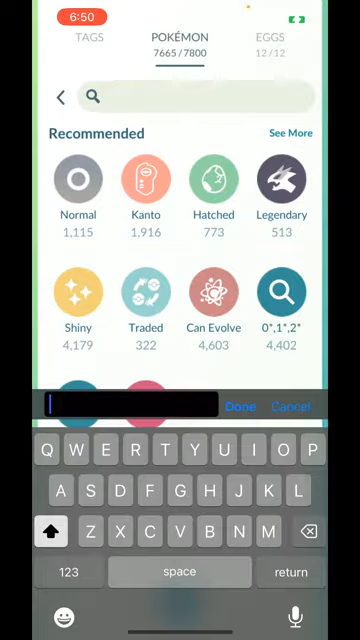 6:50
TAGS POKÉMON EGGS
7665/7800 12/12
Recommended See More
Normal Kanto Hatched Legendary
1,115 1,916 773 513
Shiny Traded Can Evolve 0*,1*,2*
4,179 322 4,603 4,402
Done Cancel
Q W E R T Y U I O P
A S D F G H J K L
Z X C V B N M
123 space return